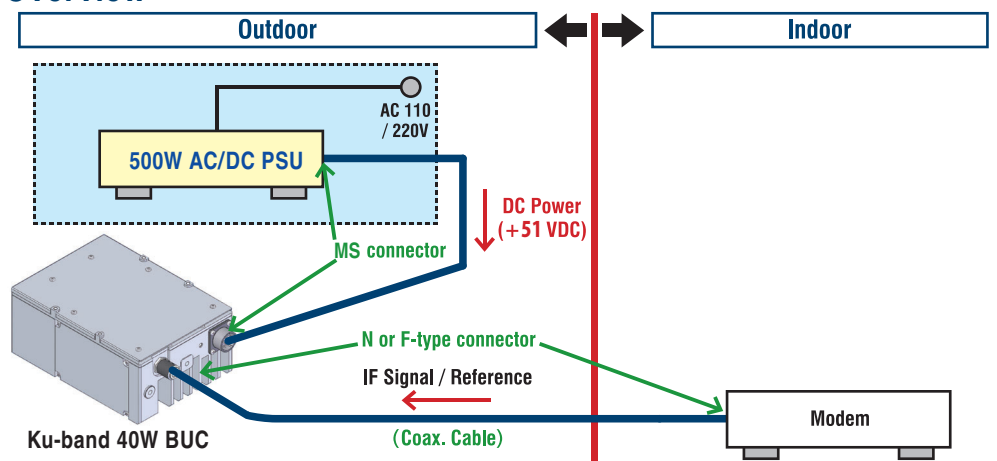 Outdoor
Indoor
AC 110
/ 220V
500W AC/DC PSU
DC Power
(+51 VDC)
MS connector
N or F-type connector
IF Signal / Reference
Modem
(Coax. Cable)
Ku-band 40W BUC